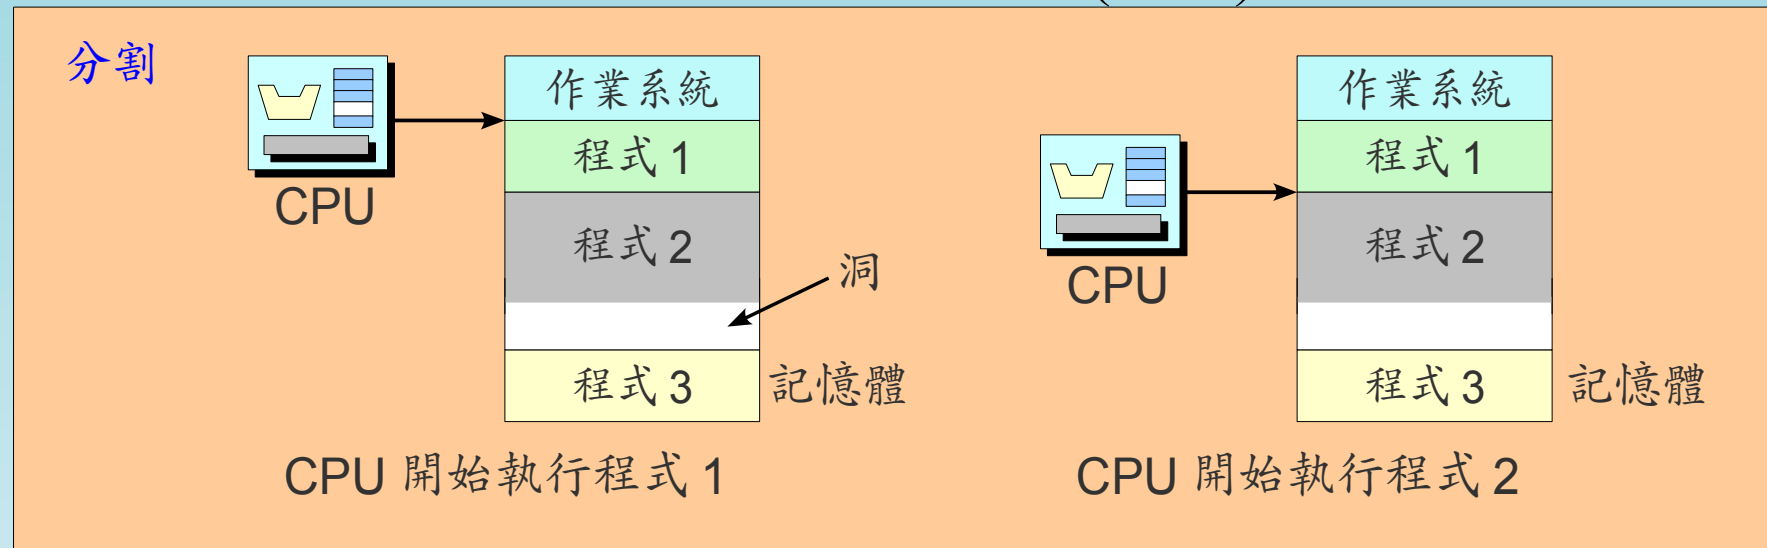 分割
CPU
作業系統
程式 1
程式 2
洞
程式 3
記憶體
CPU 開始執行程式 1
CPU
作業系統
程式 1
程式 2
程式 3
記憶體
CPU 開始執行程式 2